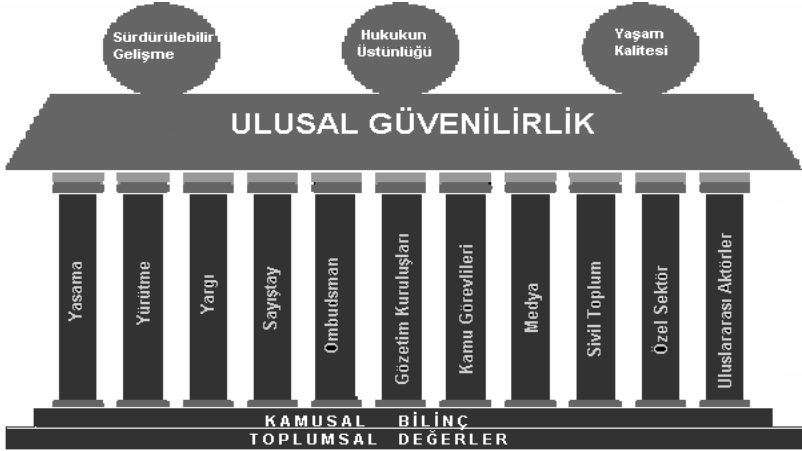 Sürdürülebilir
Gelişme
Hukukun
Üstünlüğü
Yaşam
Kalitesi
ULUSAL GÜVENİLİRLİK
Yasama
Yürütme
Yargı
Sayıştay
Ombudsman
Gözetim Kuruluşları
Kamu Görevlileri
Medya
Sivil Toplum
Özel Sektör
Uluslararası Aktörler
KAMUSAL BİLİNÇ
TOPLUMSAL DEĞERLER